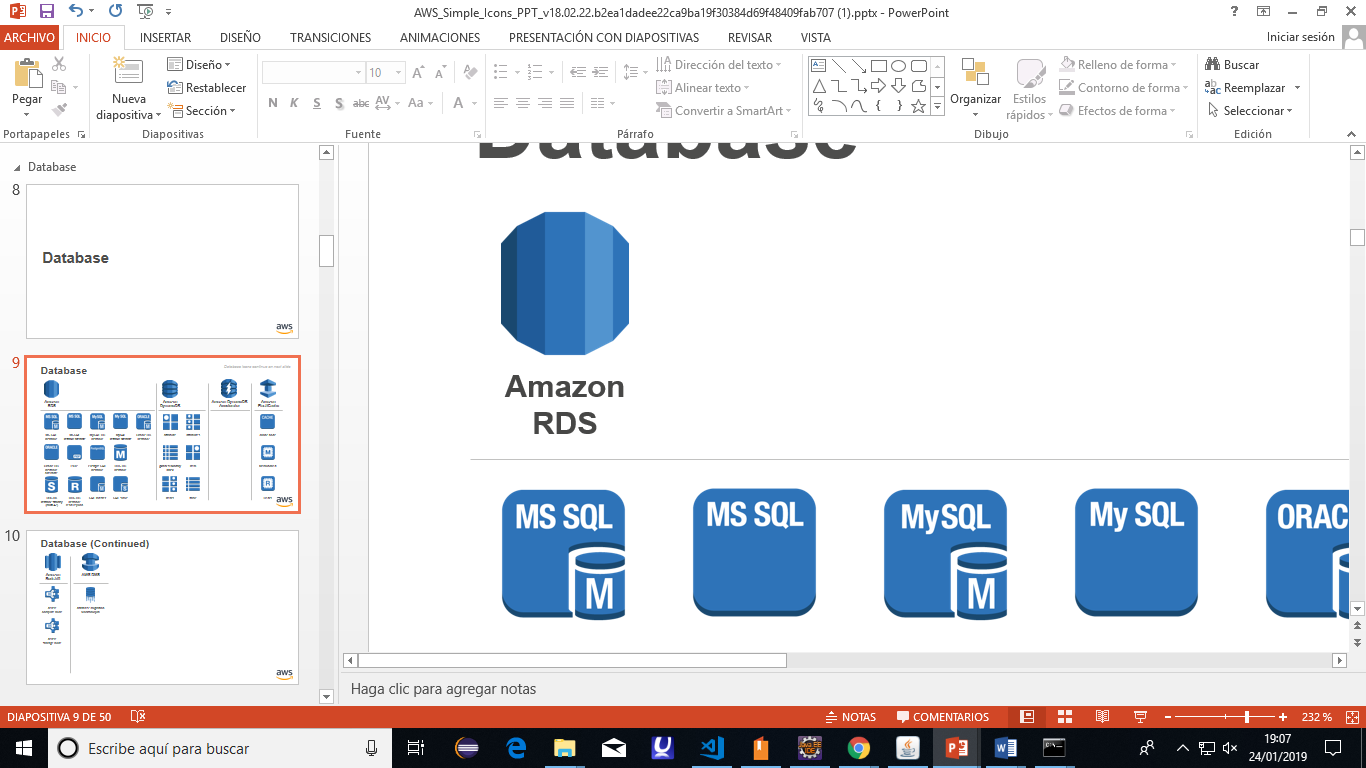 AWS_Simple_Icons_PPT_v18.02.22.b2ea1dadee22ca9ba19f30384d69f48409fab707 (1).pptx - PowerPoint
ARCHIVO INICIO INSERTAR DISEÑO TRANSICIONES ANIMACIONES PRESENTACIÓN CON DIAPOSITIVAS REVISAR VISTA Iniciar sesión
Pegar
Nueva diapositiva
Diseño
Restablecer
Sección
10
N K S S abc AV Aa A
Dirección del texto
Alinear texto
Convertir a SmartArt
Organizar
Estilos rápidos
Relleno de forma
Contorno de forma
Efectos de forma
Buscar
Reemplazar
Seleccionar
Portapapeles Diapositivas Fuente Párrafo Dibujo Edición
Database
8
Database
aws
9
Database
aws
10
Database (Continued)
aws
Database
Amazon
RDS
MS SQL MS SQL MySQL My SQL ORAC
M M
Haga clic para agregar notas
DIAPOSITIVA 9 DE 50 NOTAS COMENTARIOS 232 %
Escribe aquí para buscar
19:07
24/01/2019